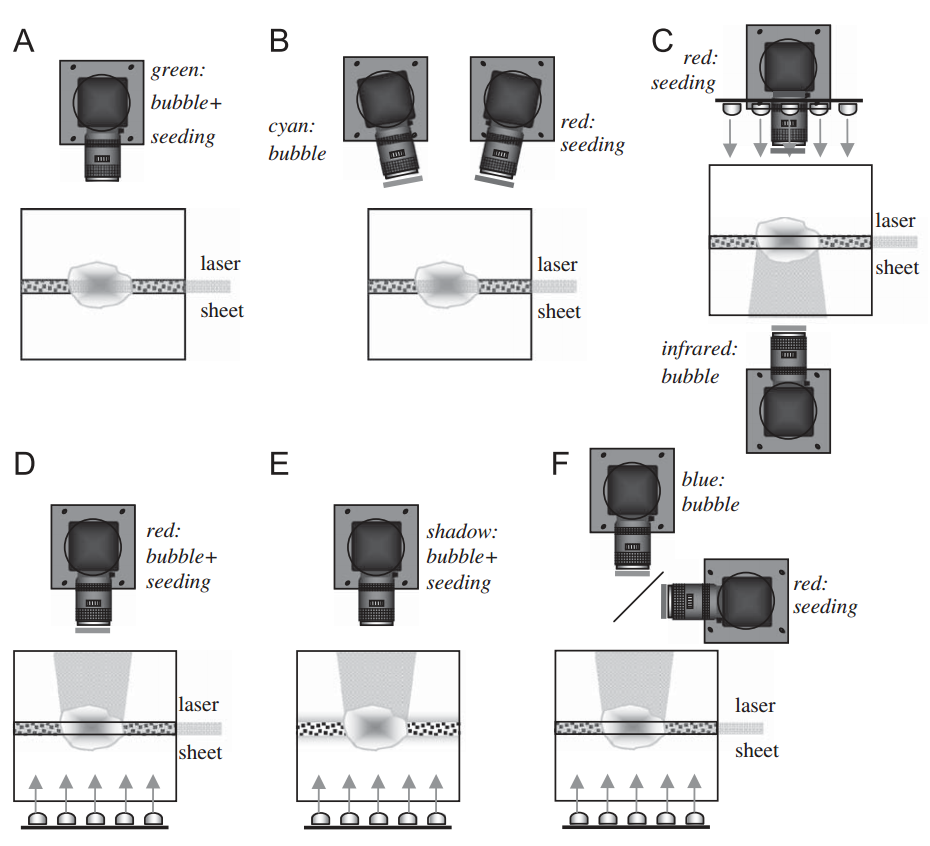 A
green:
bubble+
seeding
laser
sheet
B
cyan:
bubble
red:
seeding
laser
sheet
C
red:
seeding
laser
sheet
infrared:
bubble
D
red:
bubble+
seeding
laser
sheet
E
shadow:
bubble+
seeding
F
blue:
bubble
red:
seeding
laser
sheet